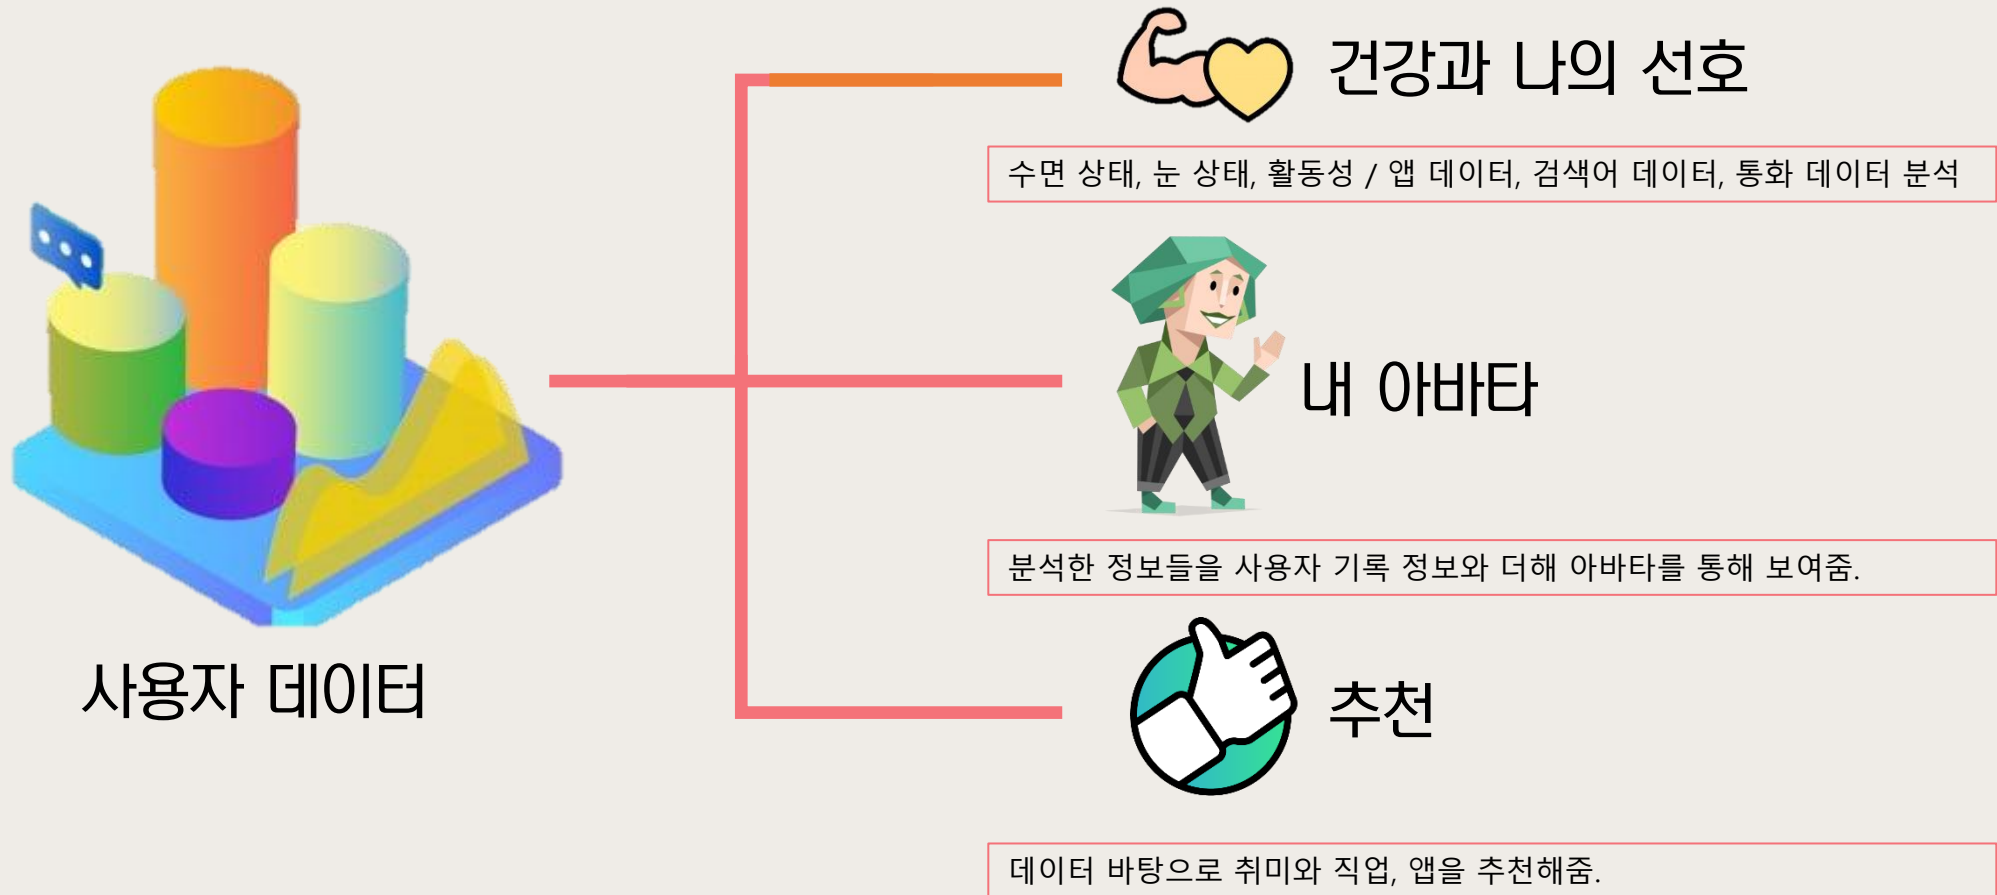 건강과 나의 선호
수면 상태, 눈 상태, 활동성 / 앱 데이터, 검색어 데이터, 통화 데이터 분석
내 아바타
분석한 정보들을 사용자 기록 정보와 더해 아바타를 통해 보여줌.
사용자 데이터
추천
데이터 바탕으로 취미와 직업, 앱을 추천해줌.